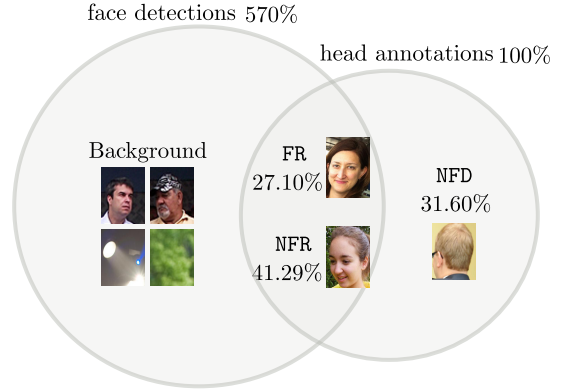 face detections 570%
head annotations 100%
Background
FR
27.10%
NFR
41.29%
NFD
31.60%